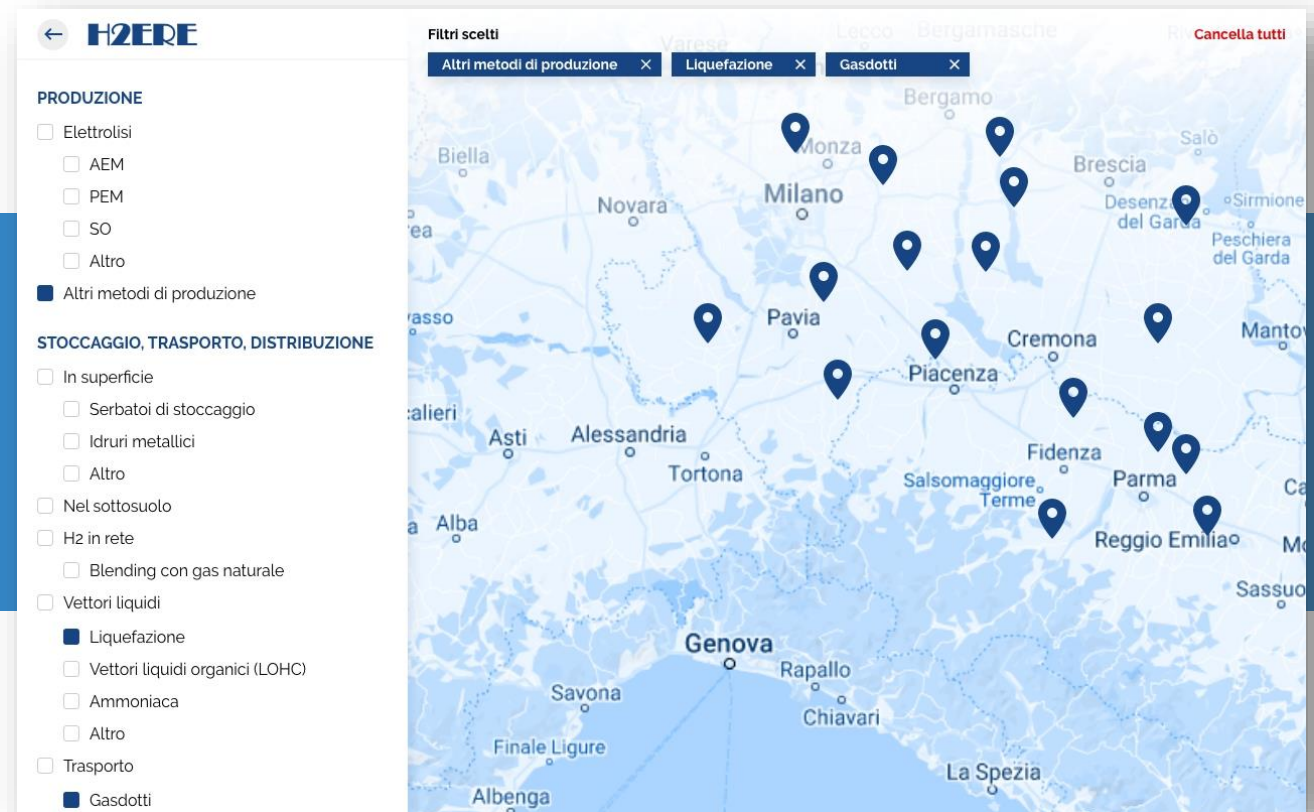 H2ERE
PRODUZIONE
Elettrolisi
AEM
PEM
SO
Altro
Altri metodi di produzione
STOCCAGGIO, TRASPORTO, DISTRIBUZIONE
In superficie
Serbatoi di stoccaggio
Idruri metallici
Altro
Nel sottosuolo
H2 in rete
Blending con gas naturale
Vettori liquidi
Liquefazione
Vettori liquidi organici (LOHC)
Ammoniaca
Altro
Trasporto
Gasdotti
Filtri scelti
Cancella tutti
Altri metodi di produzione
Liquefazione
Gasdotti
Varese
Lecco
Bergamasche
Bergamo
Biella
Monza
Salò
Brescia
Novara
Milano
Sirmione
Peschiera
del Garda
del Garda
Pavia
Cremona
Piacenza
Asti
Alessandria
Tortona
Fidenza
Salsomaggiore
Terme
Parma
Alba
Reggio Emilia
Genova
Rapallo
Savona
Chiavari
Finale Ligure
La Spezia
Albenga